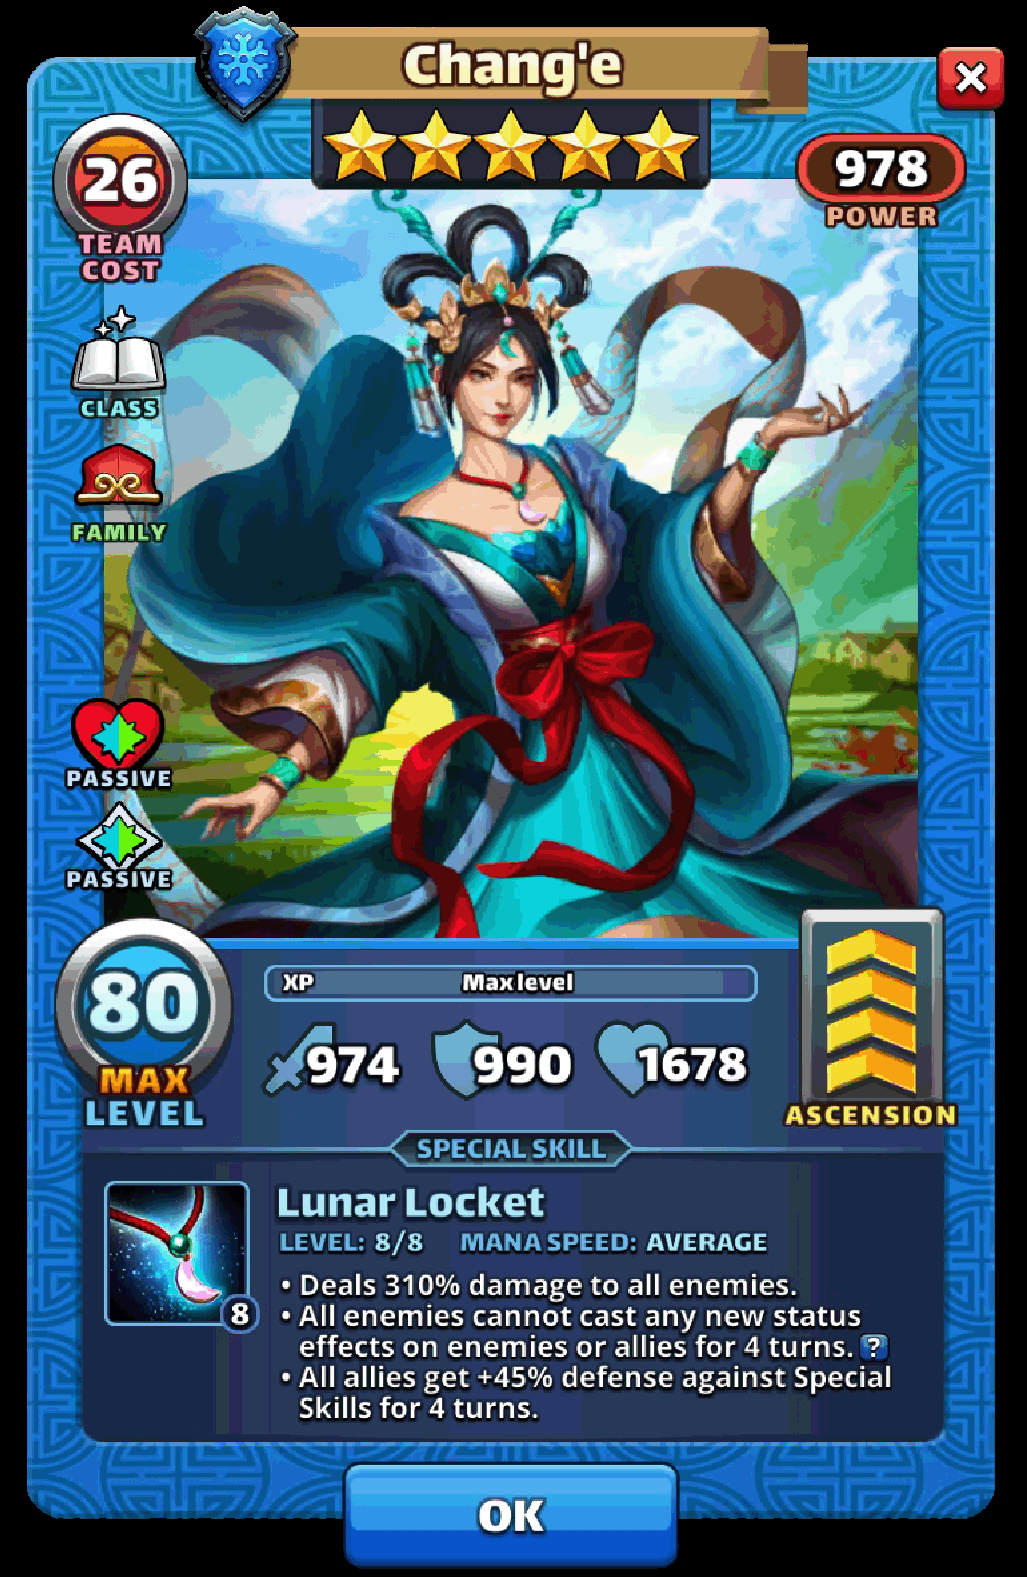 Chang'e
26
TEAM
COST
978
POWER
CLASS
FAMILY
PASSIVE
PASSIVE
80
MAX
LEVEL
XP Max level
974 990 1678
ASCENSION
SPECIAL SKILL
Lunar Locket
LEVEL: 8/8 MANA SPEED: AVERAGE
8
• Deals 310% damage to all enemies.
• All enemies cannot cast any new status
effects on enemies or allies for 4 turns. ?
• All allies get +45% defense against Special
Skills for 4 turns.
OK